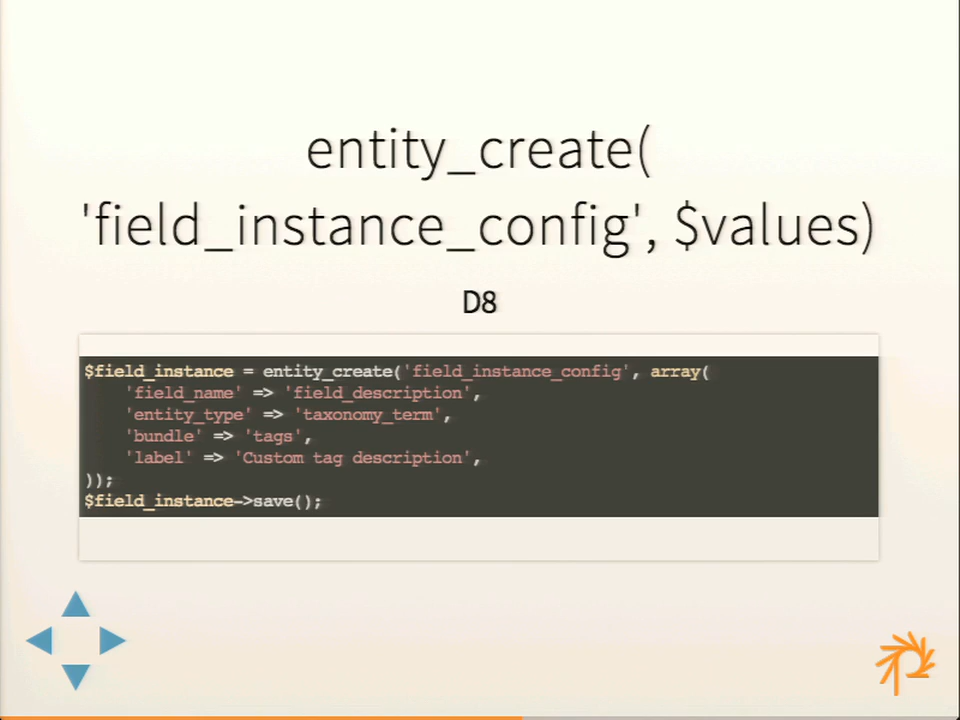 entity_create(
'field_instance_config', $values)
D8
$field_instance = entity_create('field_instance_config', array(
    'field_name' => 'field_description',
    'entity_type' => 'taxonomy_term',
    'bundle' => 'tags',
    'label' => 'Custom tag description',
));
$field_instance->save();